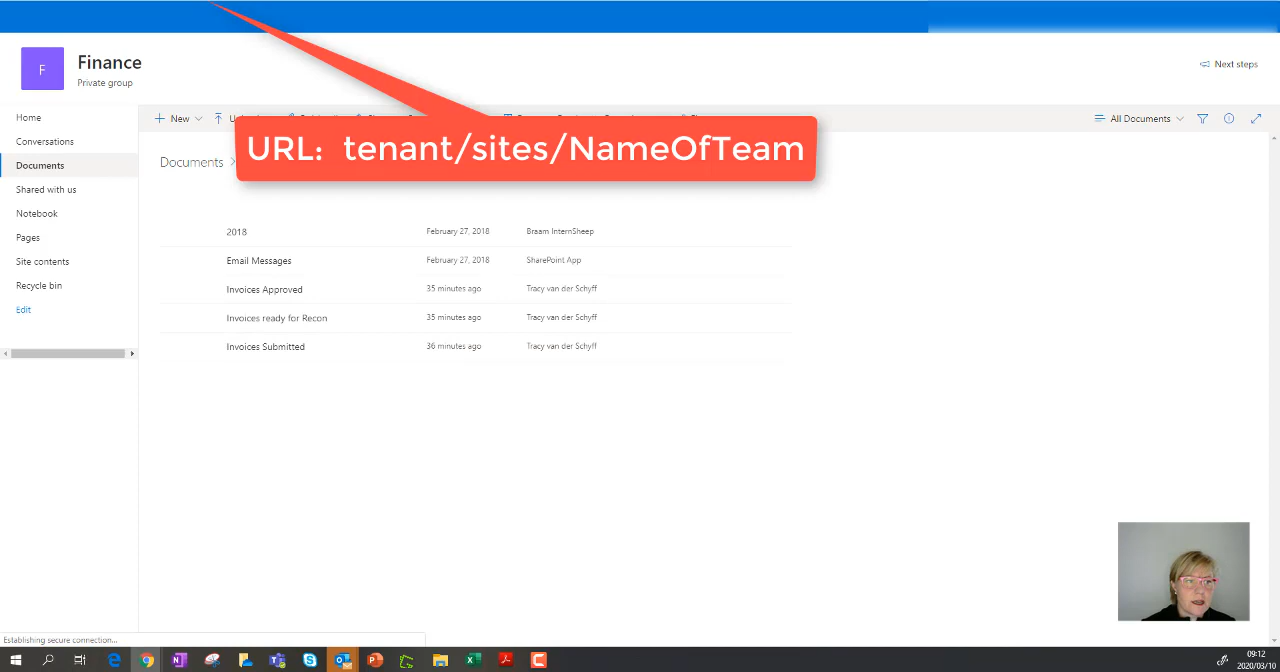 F
Finance
Private group
Next steps
Home
Conversations
Documents
Shared with us
Notebook
Pages
Site contents
Recycle bin
Edit
New
All Documents
URL: tenant/sites/NameOfTeam
Documents >
2018 February 27, 2018 Braam InternSheep
Email Messages February 27, 2018 SharePoint App
Invoices Approved 35 minutes ago Tracy van der Schyff
Invoices ready for Recon 35 minutes ago Tracy van der Schyff
Invoices Submitted 36 minutes ago Tracy van der Schyff
Establishing secure connection...
09:12
2020/03/10